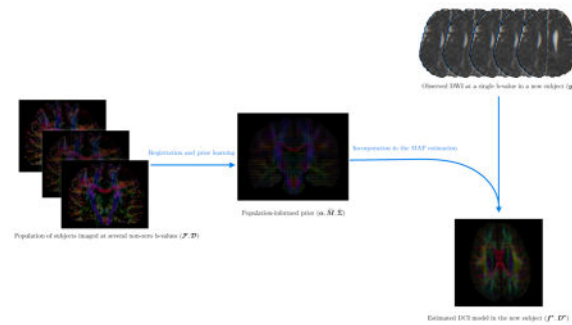 Observed DWI at a single b-value in a new subject (y
Registration and prior learning
Incorporation in the MAP estimation
Population-informed prior (α, M̄, Σ̄)
Population of subjects imaged at several non-zero b-values (𝓕, 𝓓)
Estimated DCI model in the new subject (f*, D*)